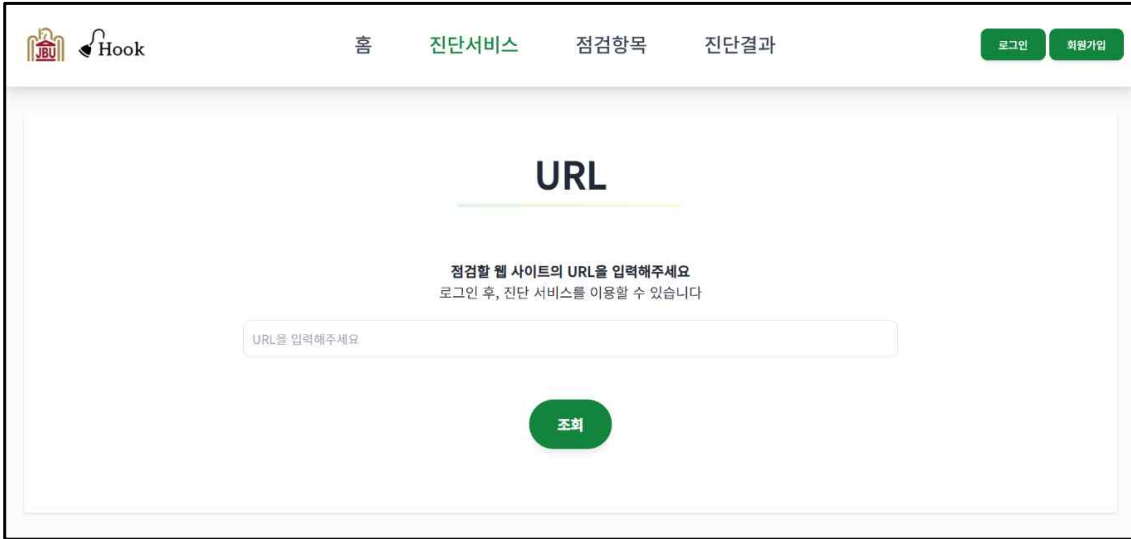 JBU
Hook
홈 진단서비스 점검항목 진단결과
로그인 회원가입
URL
점검할 웹 사이트의 URL을 입력해주세요
로그인 후, 진단 서비스를 이용할 수 있습니다
URL을 입력해주세요
조회